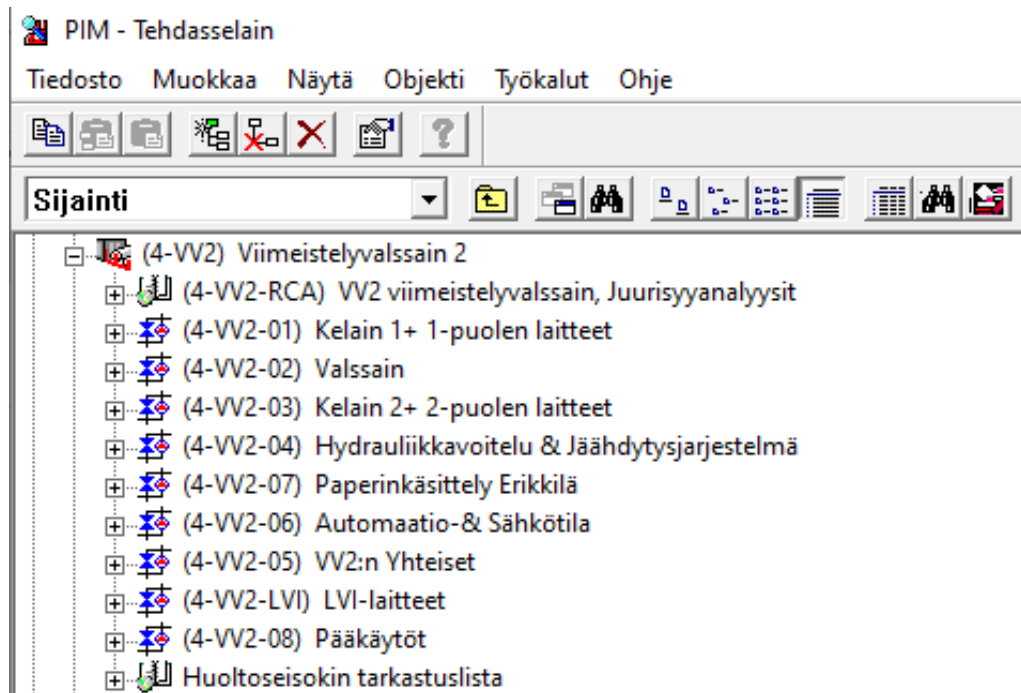 PIM - Tehdasselain
Tiedosto Muokkaa Näytä Objekti Työkalut Ohje
Sijainti
(4-VV2) Viimeistelyvalssain 2
(4-VV2-RCA) VV2 viimeistelyvalssain, Juurisyyanalyysit
(4-VV2-01) Kelain 1+ 1-puolen laitteet
(4-VV2-02) Valssain
(4-VV2-03) Kelain 2+ 2-puolen laitteet
(4-VV2-04) Hydrauliikkavoitelu & Jäähdytysjarjestelmä
(4-VV2-07) Paperinkäsittely Erikkilä
(4-VV2-06) Automaatio-& Sähkötila
(4-VV2-05) VV2:n Yhteiset
(4-VV2-LVI) LVI-laitteet
(4-VV2-08) Pääkäytöt
Huoltoseisokin tarkastuslista